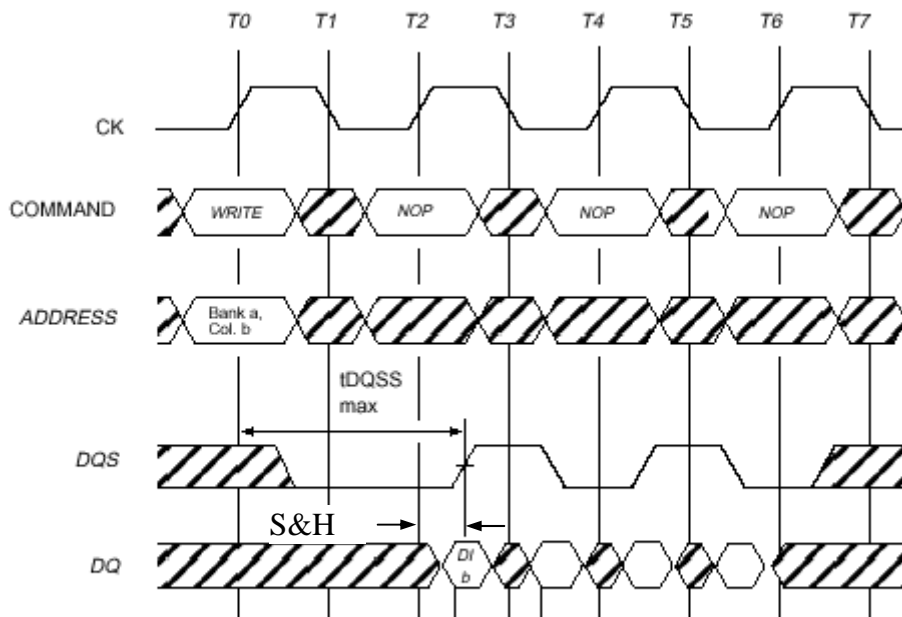 T0 T1 T2 T3 T4 T5 T6 T7
CK
COMMAND WRITE NOP NOP NOP
ADDRESS Bank a,
Col. b
tDQSS
max
DQS
S&H
DQ DI
b